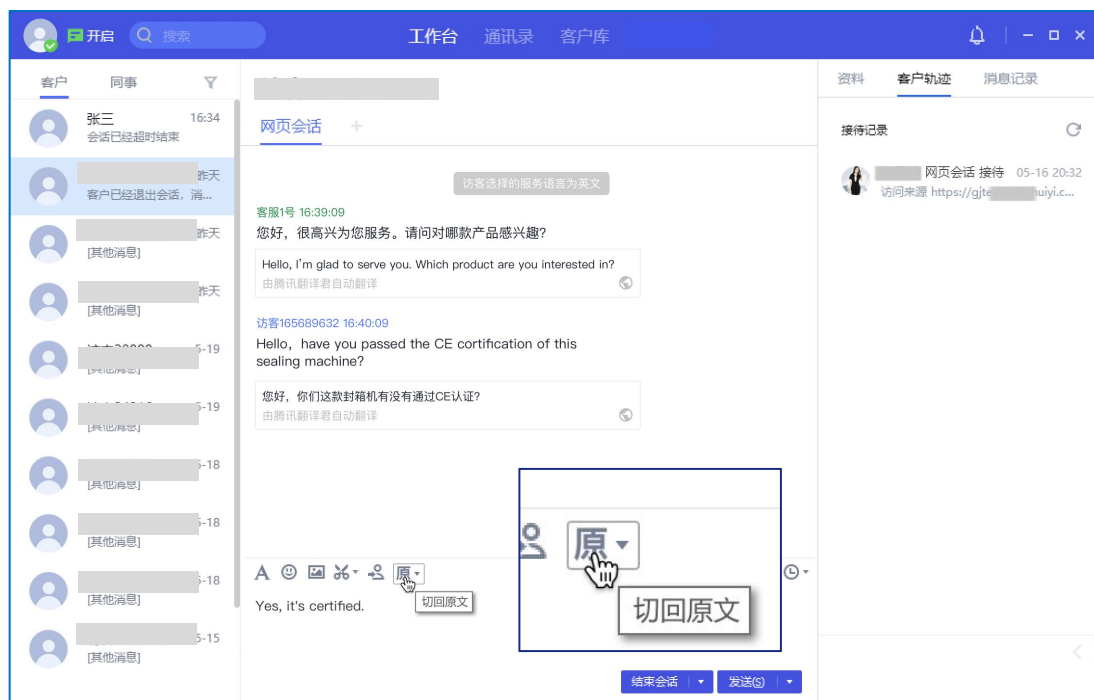 开启
搜索
工作台 通讯录 客户库
客户 同事
张三 16:34
会话已经超时结束
昨天
客户已经退出会话，消...
昨天
[其他消息]
昨天
[其他消息]
5-19
[其他消息]
5-19
[其他消息]
5-18
[其他消息]
5-18
[其他消息]
5-18
[其他消息]
5-15
[其他消息]
网页会话 +
访客选择的服务语言为英文
客服1号 16:39:09
您好，很高兴为您服务。请问对哪款产品感兴趣?
Hello, I'm glad to serve you. Which product are you interested in?
由腾讯翻译君自动翻译
访客165689632 16:40:09
Hello, have you passed the CE cortification of this
sealing machine?
您好，你们这款封箱机有没有通过CE认证?
由腾讯翻译君自动翻译
A 原
切回原文
Yes, it's certified.
原
切回原文
结束会话 发送(S)
资料 客户轨迹 消息记录
接待记录
网页会话 接待 05-16 20:32
访问来源 https://gjte uiyi.c...